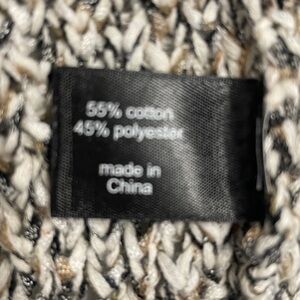 55% cotton
45% polyester
made in
China